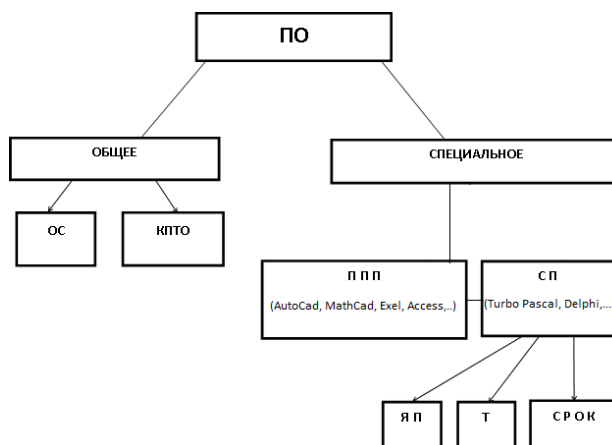 ПО
ОБЩЕЕ
СПЕЦИАЛЬНОЕ
ОС
КПТО
П П П
(AutoCad, MathCad, Exel, Access,..)
С П
(Turbo Pascal, Delphi,...
Я П
Т
С Р О К